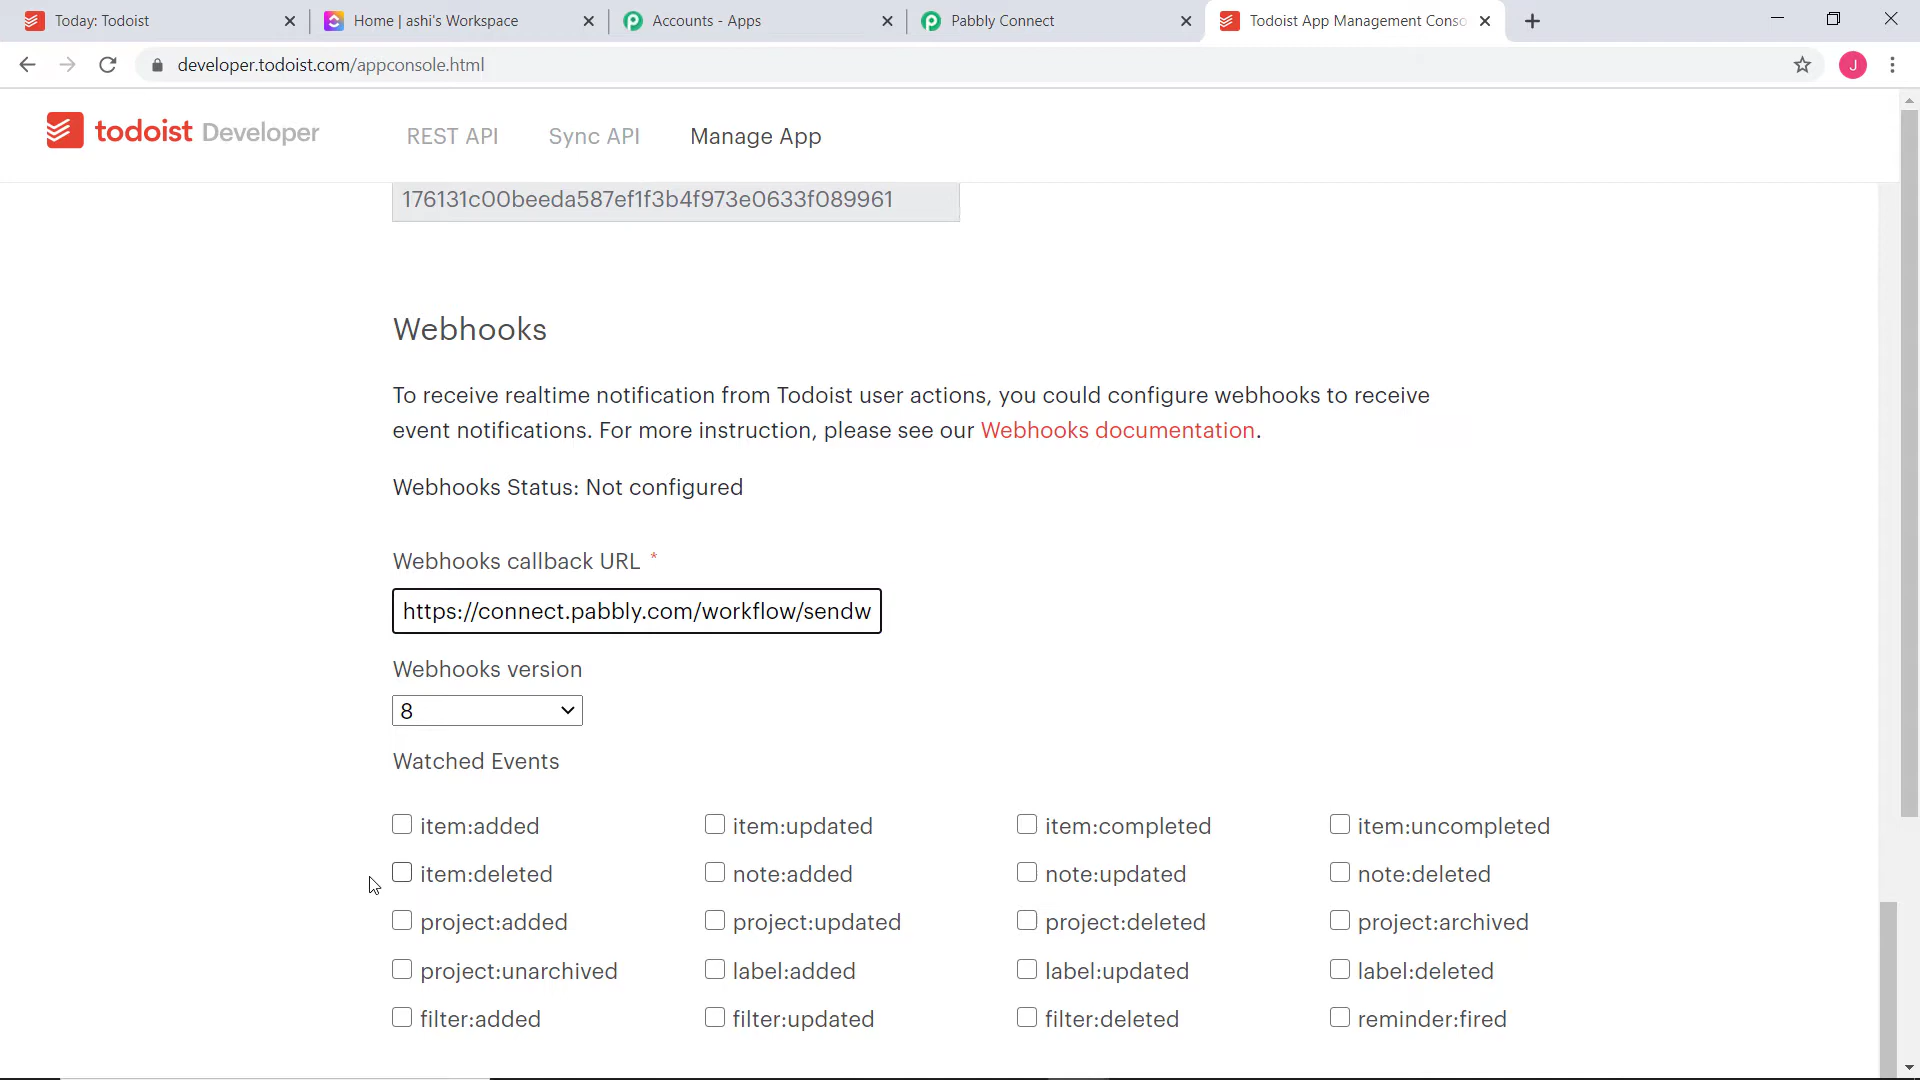 Today: Todoist
Home | ashi's Workspace
Accounts - Apps
Pabbly Connect
Todoist App Management Conso
developer.todoist.com/appconsole.html
J
todoist Developer
REST API
Sync API
Manage App
176131c00beeda587ef1f3b4f973e0633f089961
Webhooks
To receive realtime notification from Todoist user actions, you could configure webhooks to receive
event notifications. For more instruction, please see our Webhooks documentation.
Webhooks Status: Not configured
Webhooks callback URL *
https://connect.pabbly.com/workflow/sendw
Webhooks version
8
Watched Events
item:added item:updated item:completed item:uncompleted
item:deleted note:added note:updated note:deleted
project:added project:updated project:deleted project:archived
project:unarchived label:added label:updated label:deleted
filter:added filter:updated filter:deleted reminder:fired